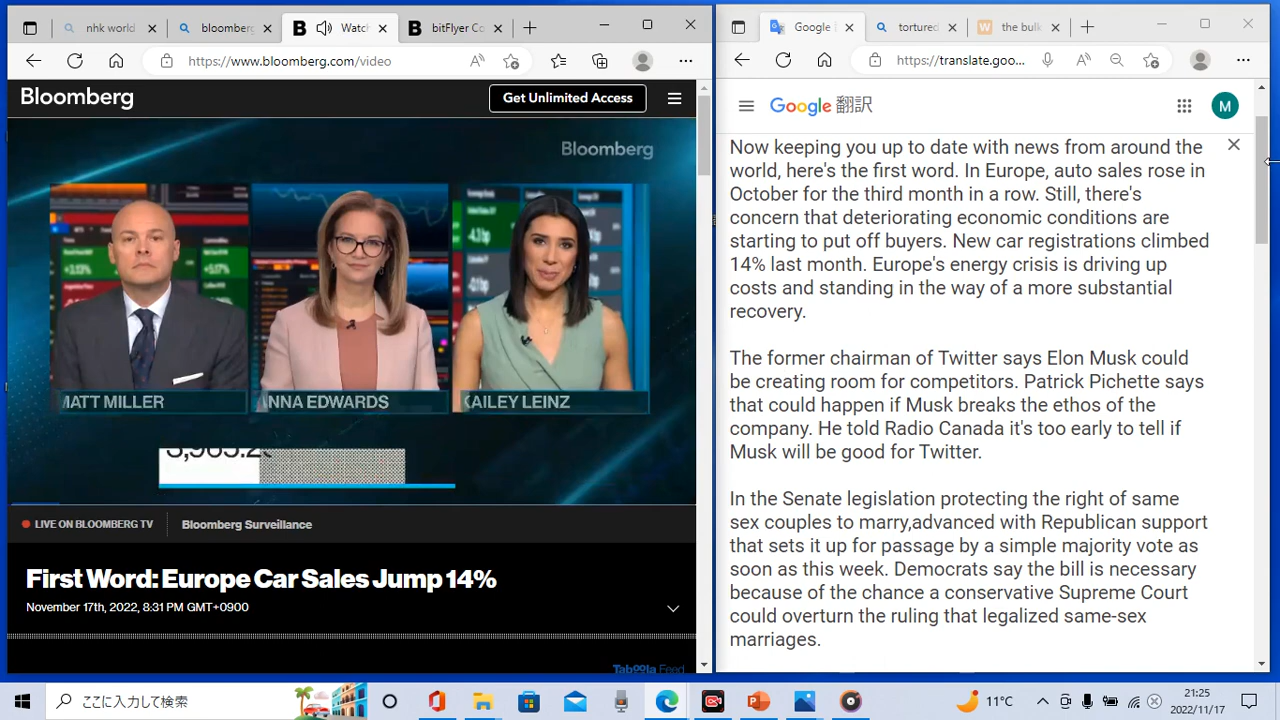 nhk world
bloomberg
Watch
bitFlyer Co
https://www.bloomberg.com/video
Bloomberg
Get Unlimited Access
Bloomberg
MATT MILLER
ANNA EDWARDS
KAILEY LEINZ
LIVE ON BLOOMBERG TV
Bloomberg Surveillance
First Word: Europe Car Sales Jump 14%
November 17th, 2022, 8:31 PM GMT+0900
Taboola Feed
Google
tortured
the bulk
https://translate.goo...
Google 翻訳
M
Now keeping you up to date with news from around the
world, here's the first word. In Europe, auto sales rose in
October for the third month in a row. Still, there's
concern that deteriorating economic conditions are
starting to put off buyers. New car registrations climbed
14% last month. Europe's energy crisis is driving up
costs and standing in the way of a more substantial
recovery.
The former chairman of Twitter says Elon Musk could
be creating room for competitors. Patrick Pichette says
that could happen if Musk breaks the ethos of the
company. He told Radio Canada it's too early to tell if
Musk will be good for Twitter.
In the Senate legislation protecting the right of same
sex couples to marry,advanced with Republican support
that sets it up for passage by a simple majority vote as
soon as this week. Democrats say the bill is necessary
because of the chance a conservative Supreme Court
could overturn the ruling that legalized same-sex
marriages.
ここに入力して検索
11°C
21:25
2022/11/17